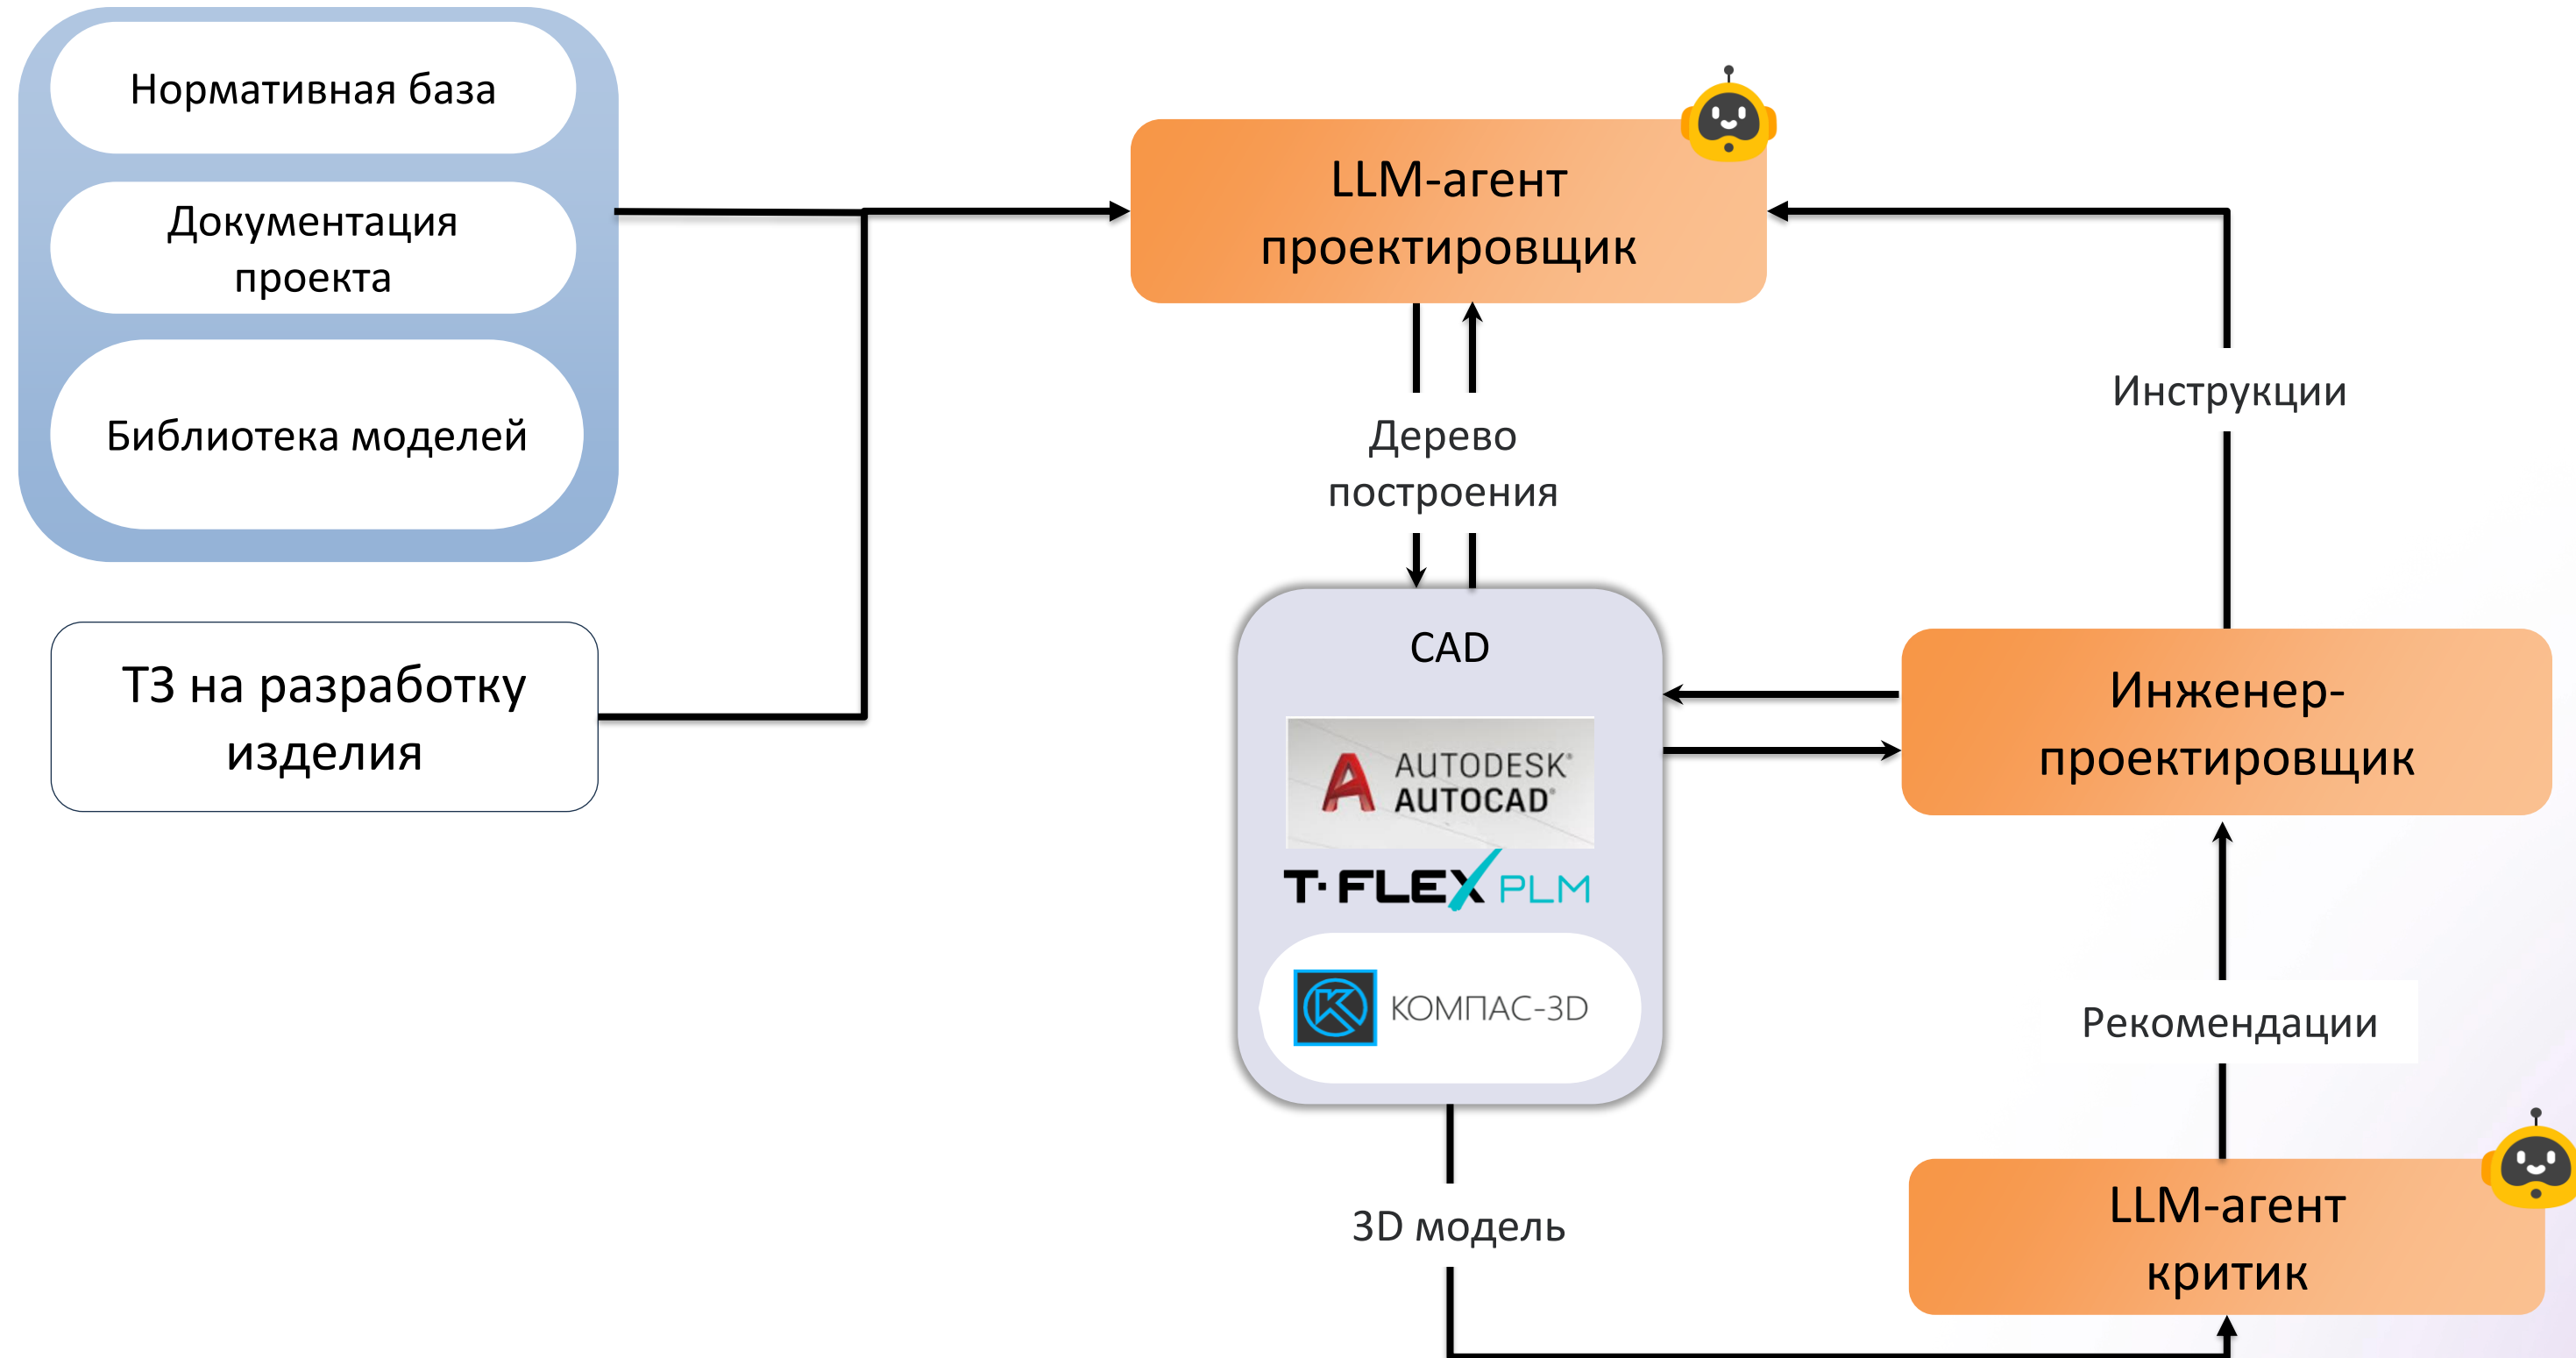 Нормативная база
Документация
проекта
Библиотека моделей
ТЗ на разработку
изделия
LLM-агент
проектировщик
Дерево
построения
CAD
AUTODESK®
AUTOCAD®
T·FLEX PLM
КОМПАС-3D
3D модель
Инструкции
Инженер-
проектировщик
Рекомендации
LLM-агент
критик